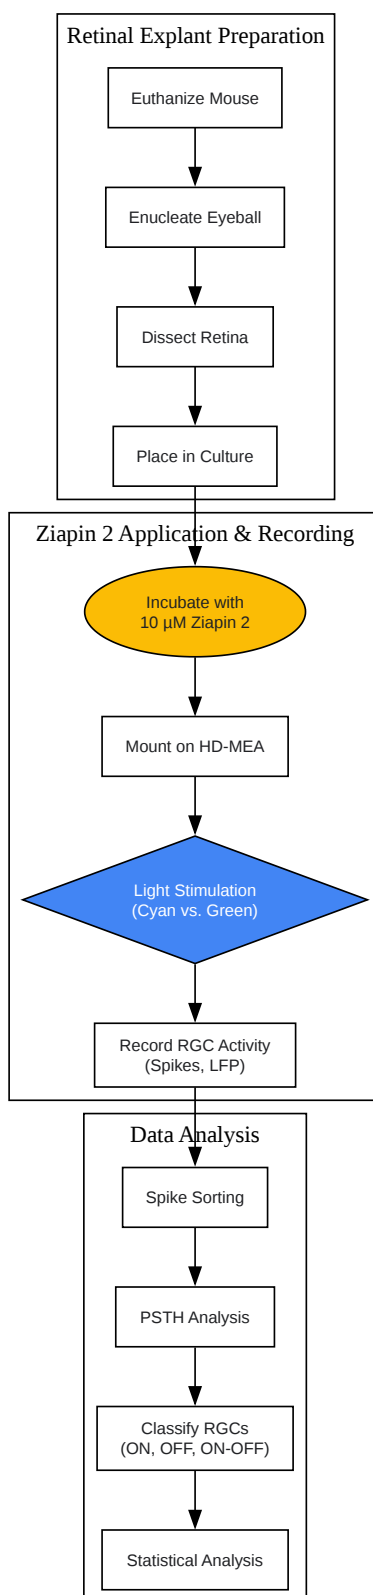 Retinal Explant Preparation
Euthanize Mouse
Enucleate Eyeball
Dissect Retina
Place in Culture
Ziapin 2 Application & Recording
Incubate with
10 µM Ziapin 2
Mount on HD-MEA
Light Stimulation
(Cyan vs. Green)
Record RGC Activity
(Spikes, LFP)
Data Analysis
Spike Sorting
PSTH Analysis
Classify RGCs
(ON, OFF, ON-OFF)
Statistical Analysis